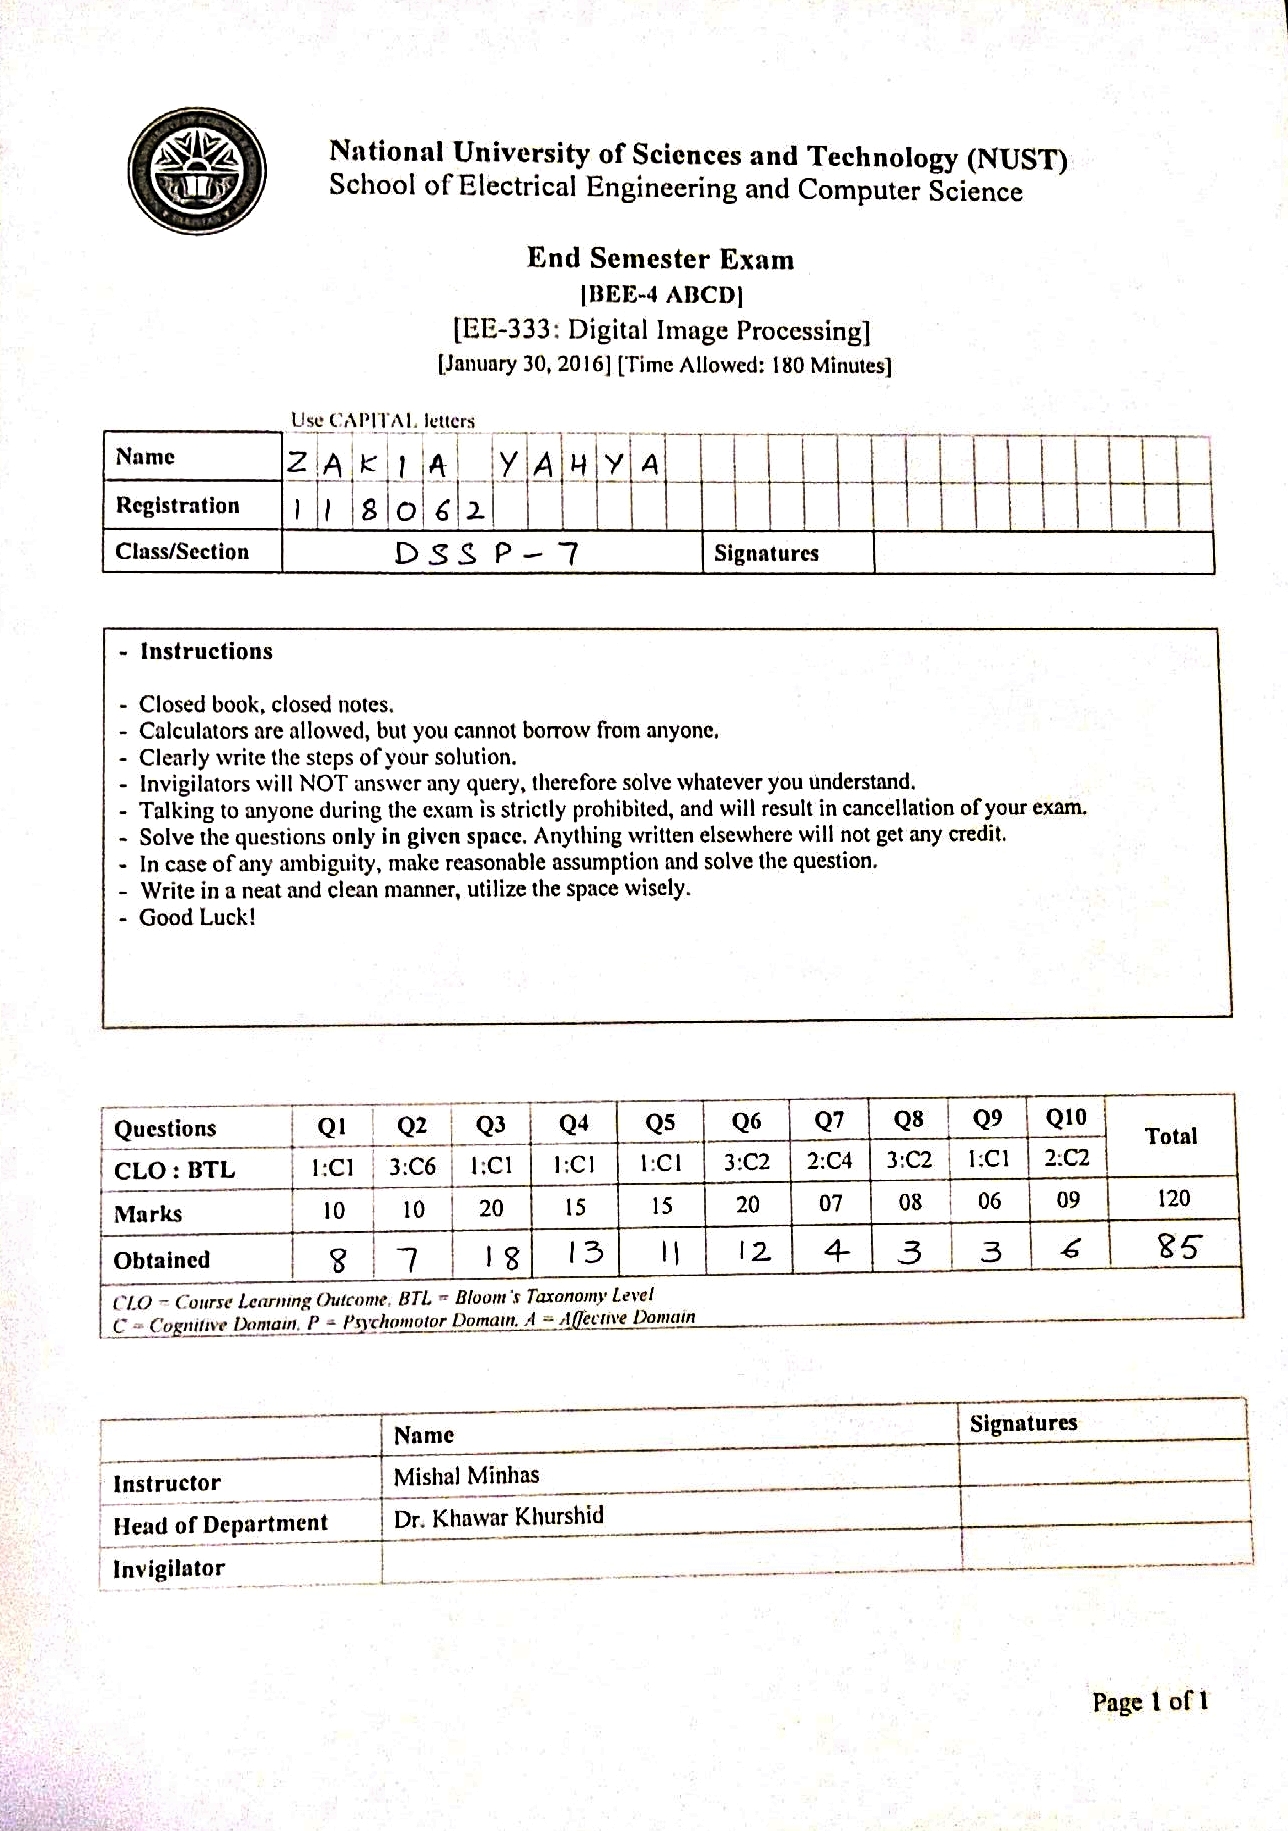 National University of Sciences and Technology (NUST)
School of Electrical Engineering and Computer Science
End Semester Exam
[BEE-4 ABCD]
[EE-333: Digital Image Processing]
[January 30, 2016] [Time Allowed: 180 Minutes]
Use CAPITAL letters
Name ZAKIA YAHYA
Registration 118062
Class/Section DSSP-7 Signatures
- Instructions
- Closed book, closed notes.
- Calculators are allowed, but you cannot borrow from anyone.
- Clearly write the steps of your solution.
- Invigilators will NOT answer any query, therefore solve whatever you understand.
- Talking to anyone during the exam is strictly prohibited, and will result in cancellation of your exam.
- Solve the questions only in given space. Anything written elsewhere will not get any credit.
- In case of any ambiguity, make reasonable assumption and solve the question.
- Write in a neat and clean manner, utilize the space wisely.
- Good Luck!
Questions Q1 Q2 Q3 Q4 Q5 Q6 Q7 Q8 Q9 Q10 Total
CLO : BTL 1:C1 3:C6 1:C1 1:C1 1:C1 3:C2 2:C4 3:C2 1:C1 2:C2
Marks 10 10 20 15 15 20 07 08 06 09 120
Obtained 8 7 18 13 11 12 4 3 3 6 85
CLO = Course Learning Outcome, BTL = Bloom's Taxonomy Level
C = Cognitive Domain, P = Psychomotor Domain, A = Affective Domain
Name Signatures
Instructor Mishal Minhas
Head of Department Dr. Khawar Khurshid
Invigilator
Page 1 of 1